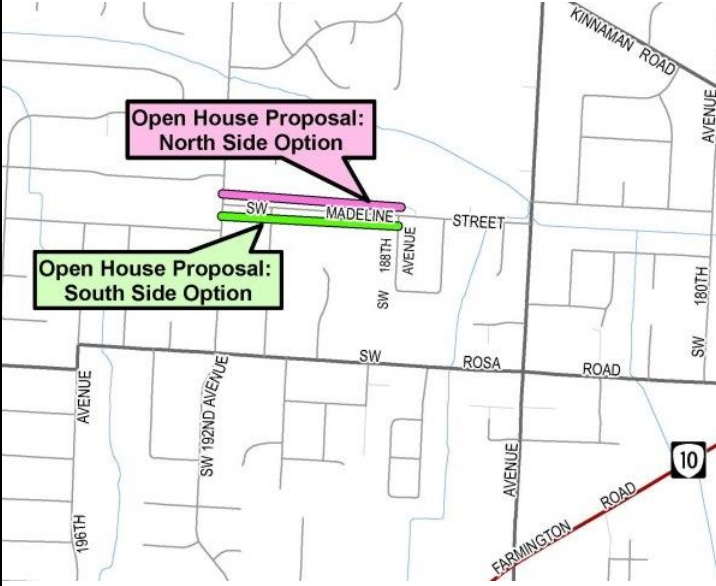 KINNAMAN ROAD
AVENUE
Open House Proposal:
North Side Option
SW MADELINE STREET
188TH AVENUE
SW
Open House Proposal:
South Side Option
180TH
SW
SW ROSA ROAD
AVENUE
196TH
SW 192ND AVENUE
AVENUE
10
FARMINGTON ROAD